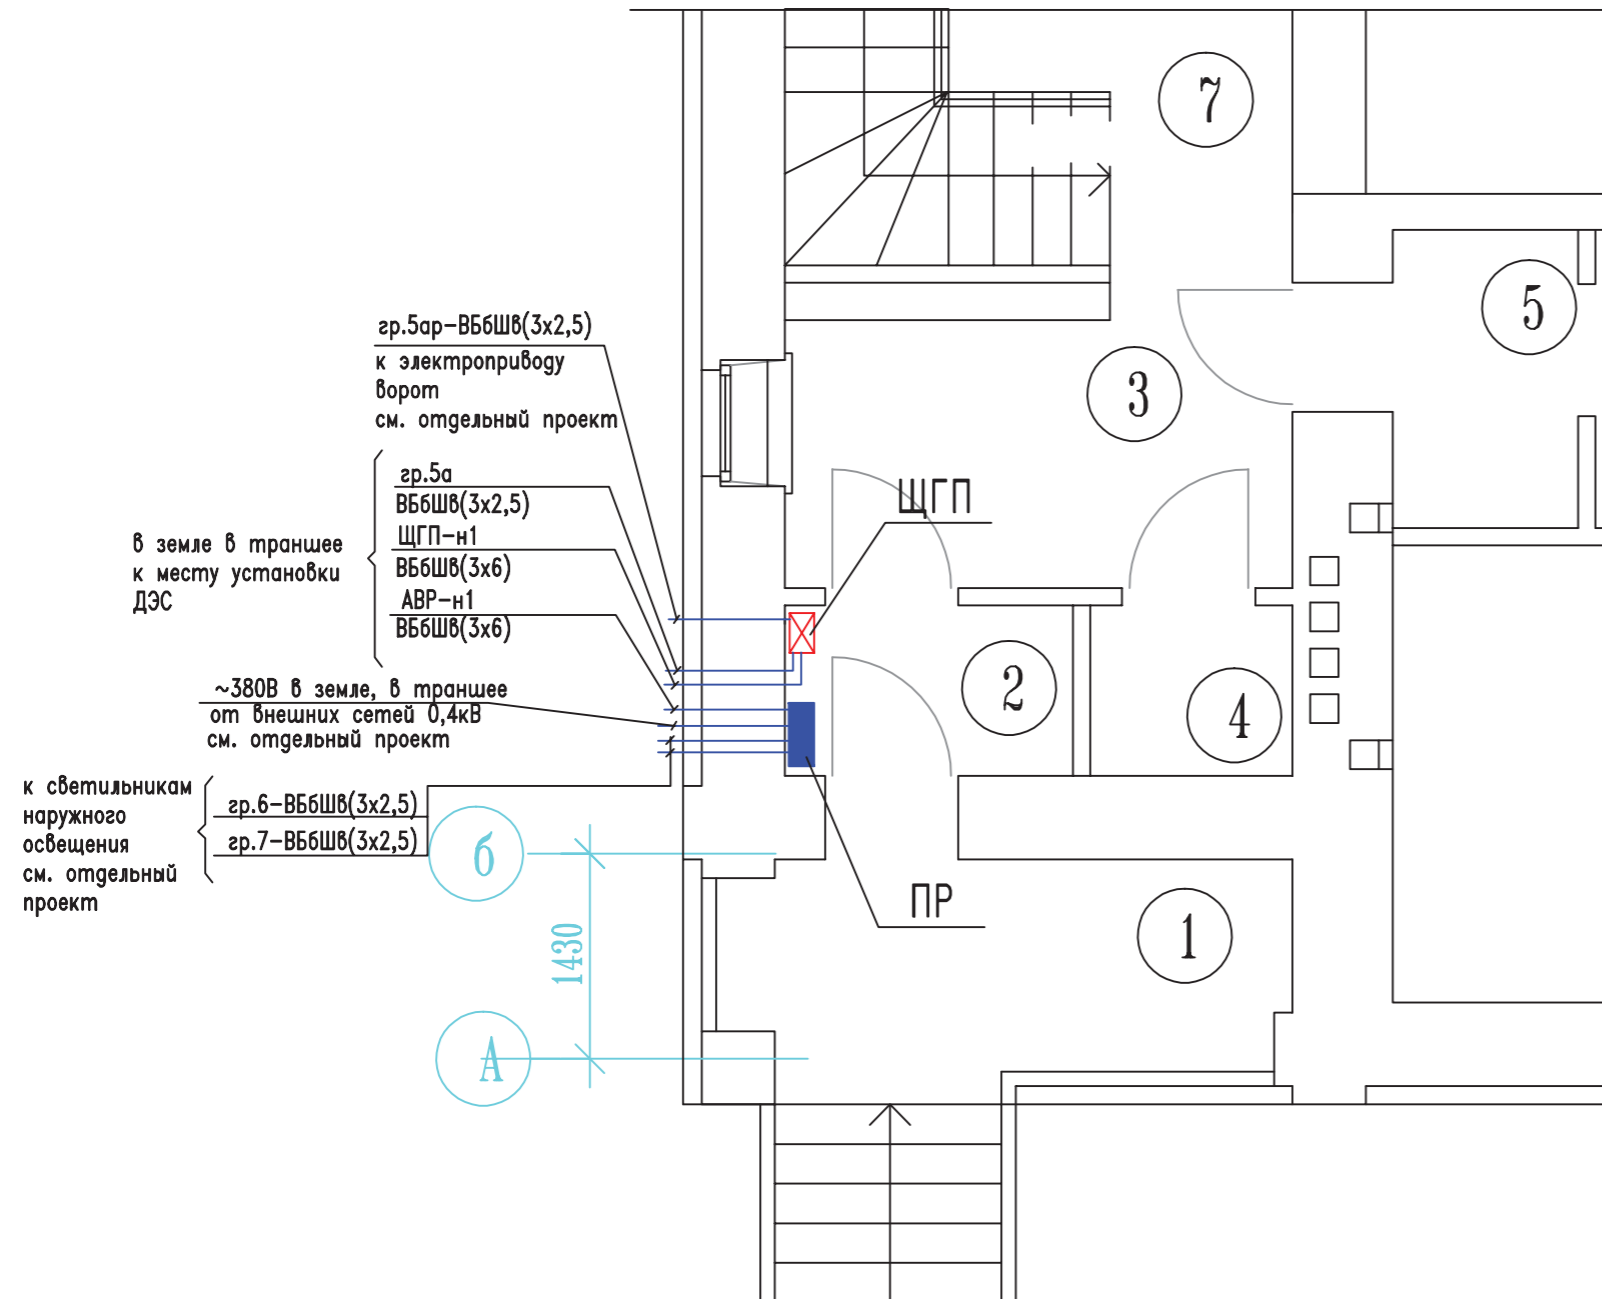 7
5
3
гр.5ар-ВБбШв(3х2,5)
к электроприводу
ворот
см. отдельный проект
гр.5а
ВБбШв(3х2,5)
ЩГП-н1
ВБбШв(3х6)
АВР-н1
ВБбШв(3х6)
в земле в траншее
к месту установки
ДЭС
ЩГП
2
4
~380В в земле, в траншее
от внешних сетей 0,4кВ
см. отдельный проект
к светильникам
наружного
освещения
см. отдельный
проект
гр.6-ВБбШв(3х2,5)
гр.7-ВБбШв(3х2,5)
б
ПР
1
1430
А